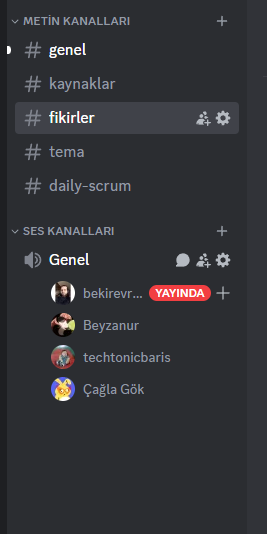 METİN KANALLARI
genel
kaynaklar
fikirler
tema
daily-scrum
SES KANALLARI
Genel
bekirevr... YAYINDA
Beyzanur
techtonicbaris
Çağla Gök